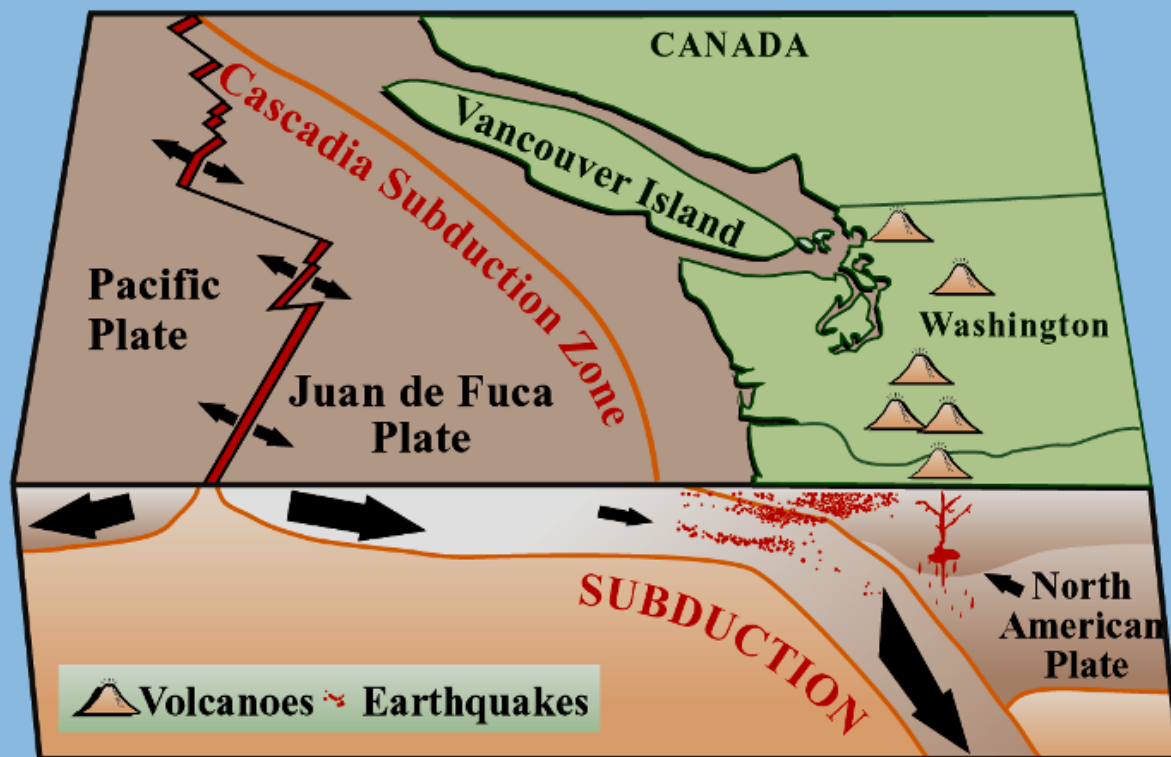 CANADA
Cascadia Subduction Zone
Vancouver Island
Pacific
Plate
Washington
Juan de Fuca
Plate
SUBDUCTION
North
American
Plate
Volcanoes Earthquakes